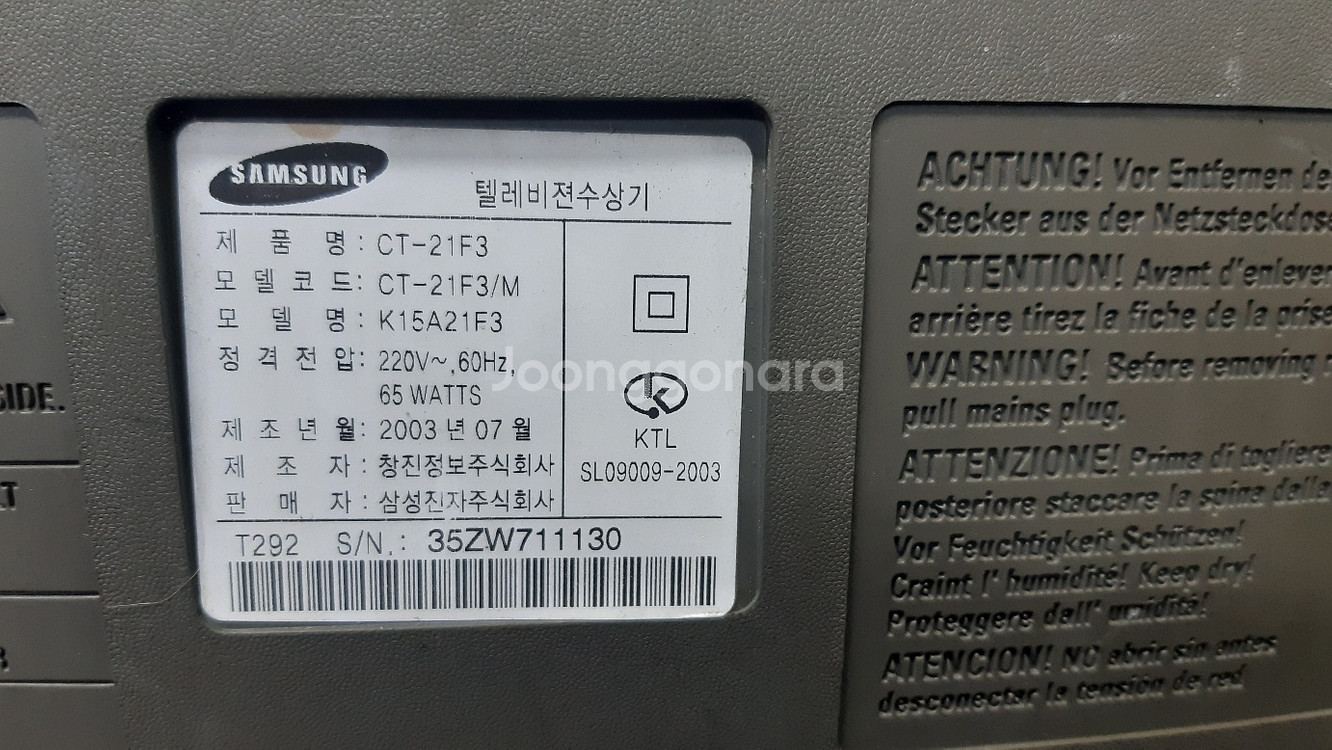 SIDE.
SAMSUNG
텔레비젼수상기
제 품 명 : CT-21F3
모 델 코 드 : CT-21F3/M
모 델 명 : K15A21F3
정 격 전 압 : 220V~,60Hz,
65 WATTS
제 조 년 월 : 2003 년 07 월
제 조 자 : 창진정보주식회사
판 매 자 : 삼성전자주식회사
KTL
SL09009-2003
T292 S/N. : 35ZW711130
Joonggonara
ACHTUNG! Vor Entfernen
Stecker aus der Netzsteckdos
ATTENTION! Avant d'enlever
arrière tirez la fiche de la prise
WARNING! Before removing
pull mains plug.
ATTENZIONE! Prima di togliere
posteriore staccare la spina dalla
Vor Feuchtigkeit Schützen!
Craint l' humidité! Keep dry!
Proteggere dall' umidità!
ATENCION! NO abrir sin antes
desconectar la tensión de red